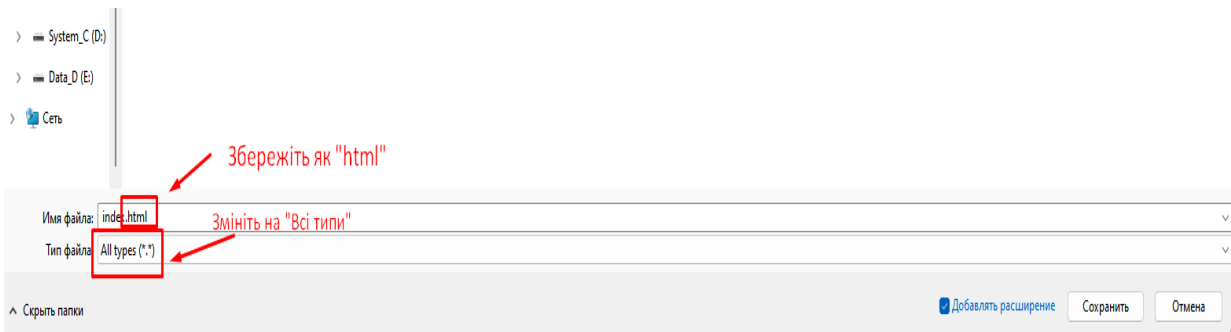 System_C (D:)
Data_D (E:)
Сеть
Збережіть як "html"
Имя файла: index.html
Змініть на "Всі типи"
Тип файла: All types (*.*)
Скрыть папки
Добавлять расширение
Сохранить
Отмена